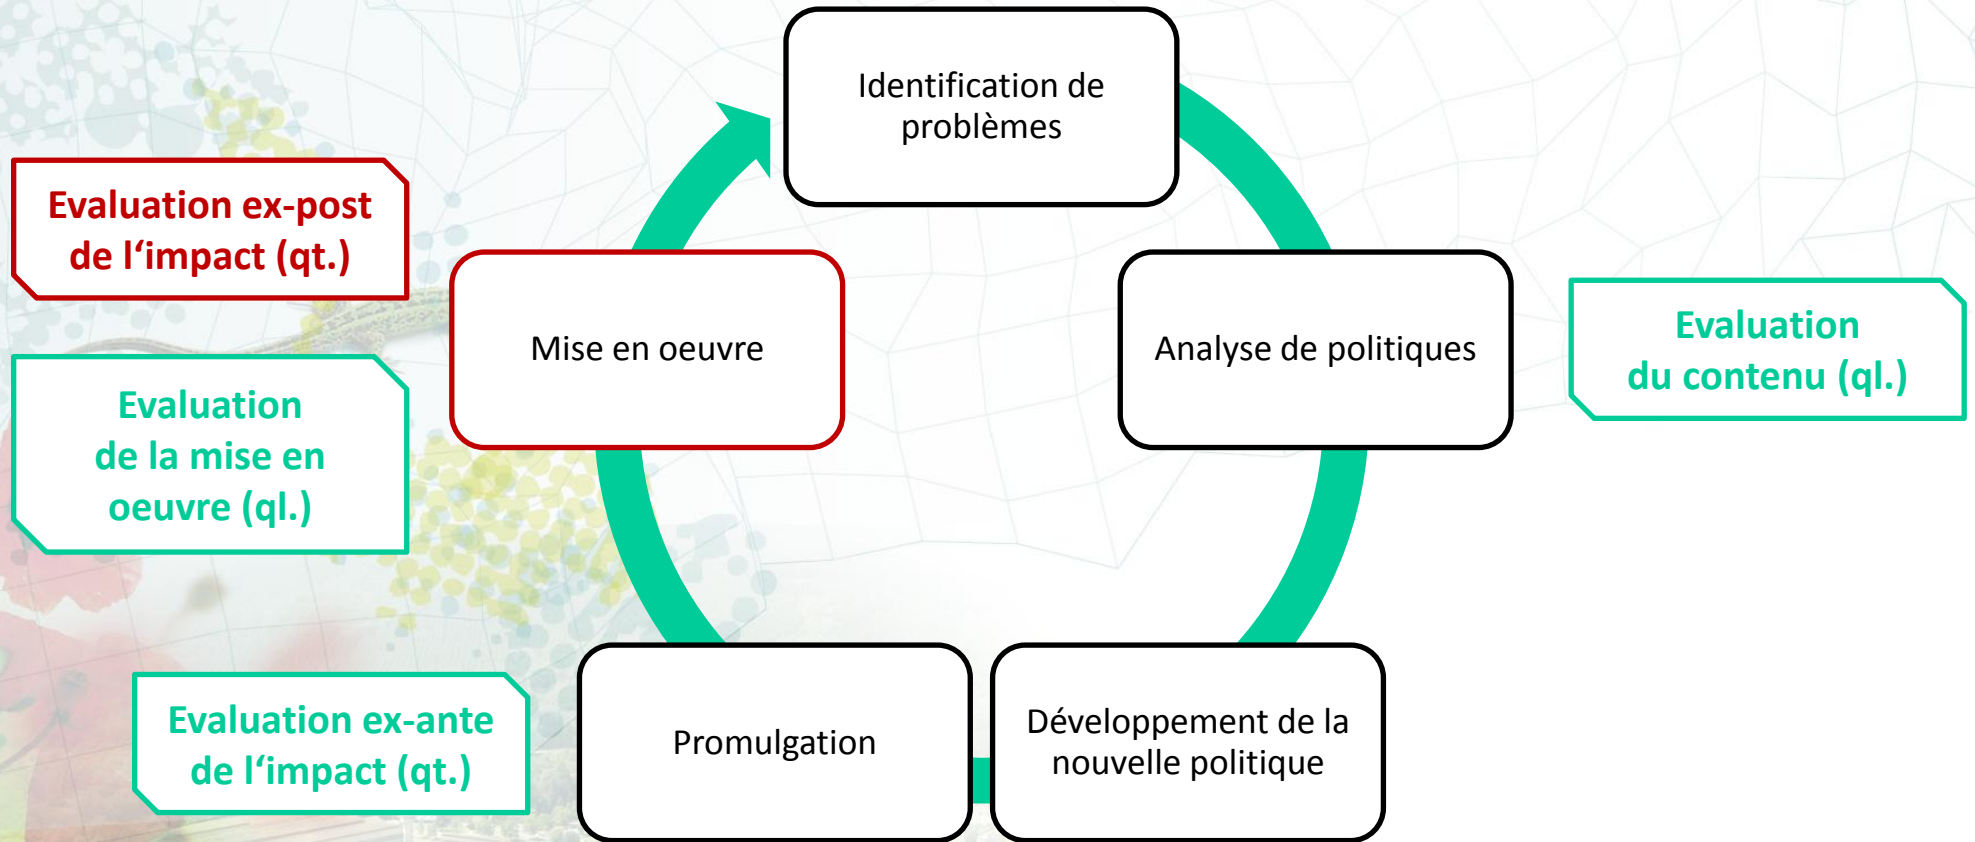 Identification de
problèmes
Evaluation ex-post
de l‘impact (qt.)
Mise en oeuvre
Analyse de politiques
Evaluation
du contenu (ql.)
Evaluation
de la mise en
oeuvre (ql.)
Evaluation ex-ante
de l‘impact (qt.)
Promulgation
Développement de la
nouvelle politique